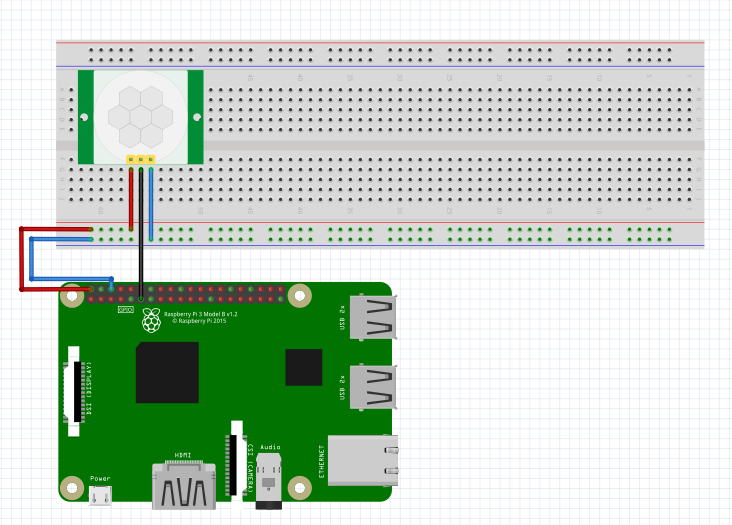 GPIO
Raspberry Pi 3 Model B v1.2
© Raspberry Pi 2015
USB 2x
DSI (DISPLAY)
USB 2x
Power
HDMI
CSI (CAMERA)
Audio
ETHERNET